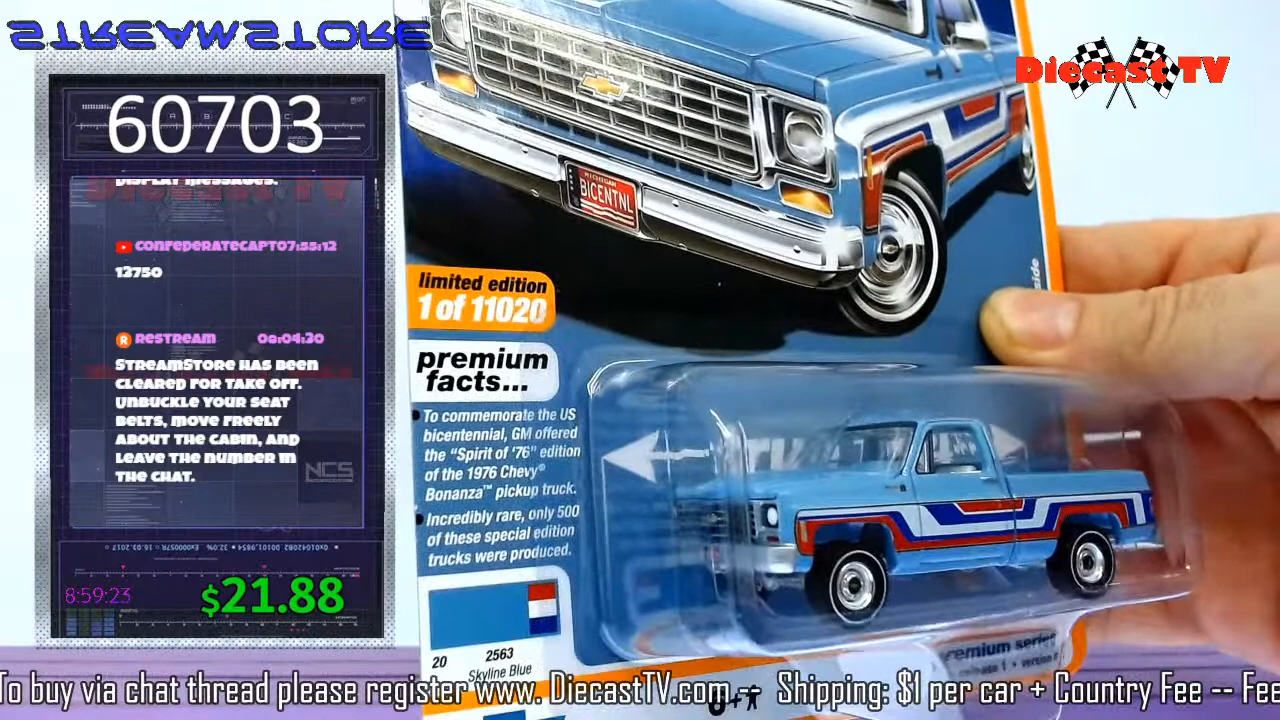 STREAMSTORE
Diecast TV
60703
DISPLAY MESSAGES.
CONFEDERATECAPT07:55:12
13750
RESTREAM 08:04:30
STREAMSTORE HAS BEEN
CLEARED FOR TAKE OFF.
UNBUCKLE YOUR SEAT
BELTS, MOVE FREELY
ABOUT THE CABIN, AND
LEAVE THE NUMBER IN
THE CHAT.
NCS
8:59:23
$21.88
MICHIGAN
BICENTNL
limited edition
1 of 11020
premium
facts...
To commemorate the US
bicentennial, GM offered
the "Spirit of '76" edition
of the 1976 Chevy®
Bonanza™ pickup truck.
Incredibly rare, only 500
of these special edition
trucks were produced.
20 2563
Skyline Blue
premium series
To buy via chat thread please register www. DiecastTV.com -- Shipping: $1 per car + Country Fee -- Fee